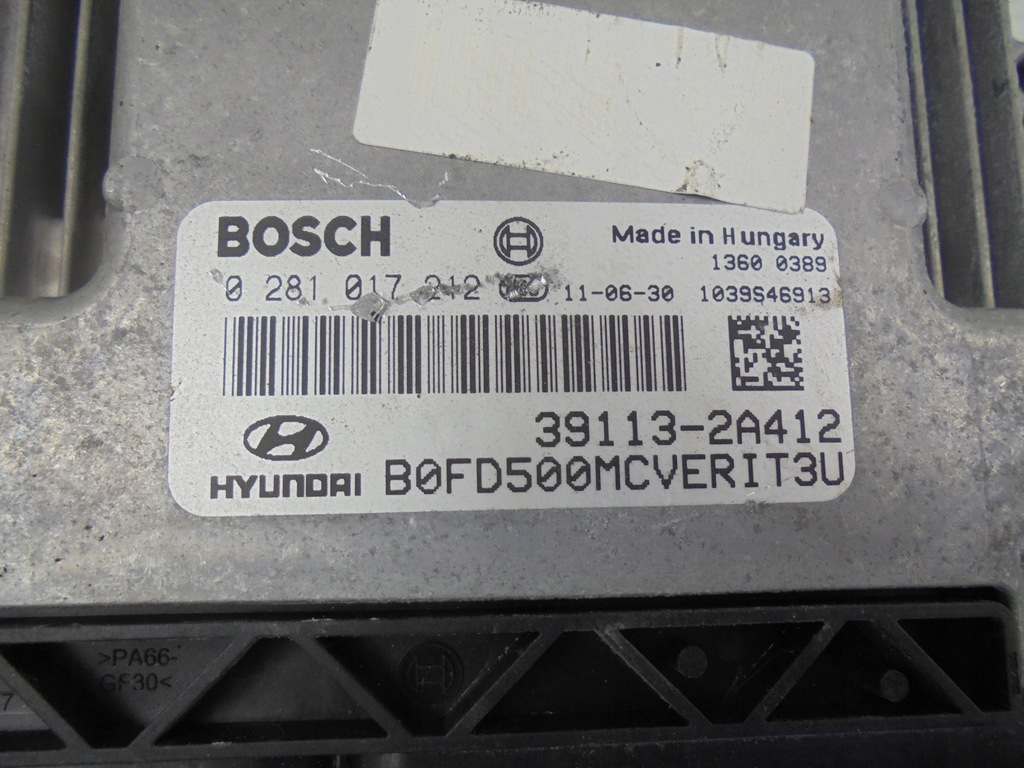 BOSCH
Made in Hungary
1360 0389
0 281 017 212 11-06-30 1039S46913
39113-2A412
HYUNDAI B0FD500MCVERIT3U
>PA66-
GF30<
7